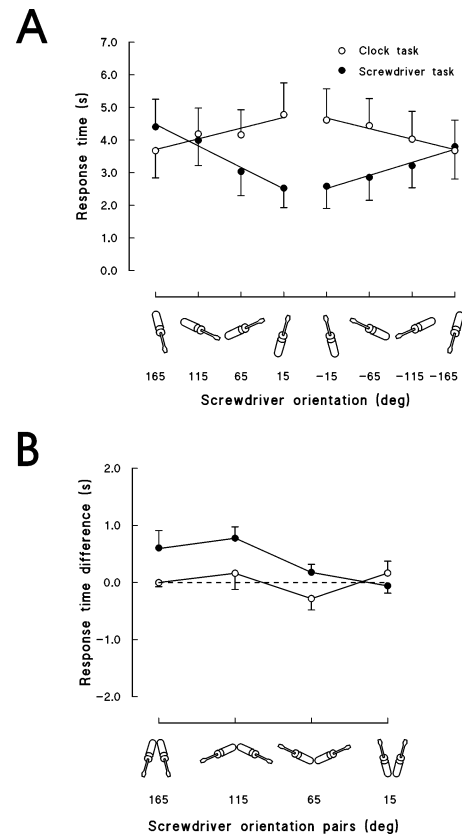 A
7.0
6.0
5.0
4.0
3.0
2.0
1.0
0.0
Response time (s)
Clock task
Screwdriver task
165 115 65 15 −15 −65 −115 −165
Screwdriver orientation (deg)
B
2.0
1.0
0.0
−1.0
−2.0
Response time difference (s)
165 115 65 15
Screwdriver orientation pairs (deg)